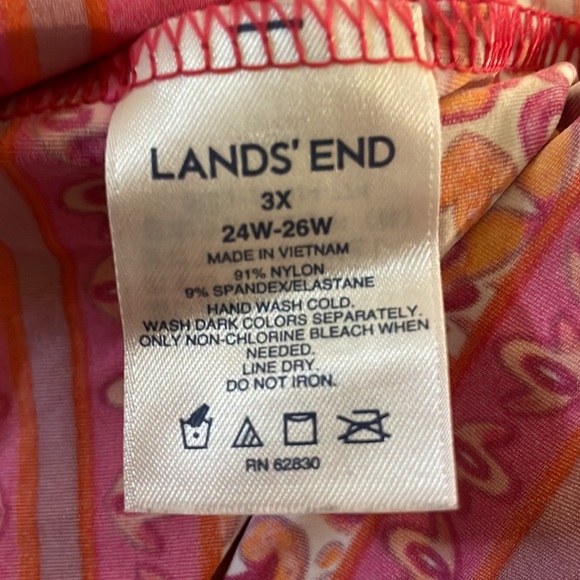 LANDS' END
3X
24W-26W
MADE IN VIETNAM
91% NYLON
9% SPANDEX/ELASTANE
HAND WASH COLD.
WASH DARK COLORS SEPARATELY.
ONLY NON-CHLORINE BLEACH WHEN
NEEDED.
LINE DRY.
DO NOT IRON.
RN 62830